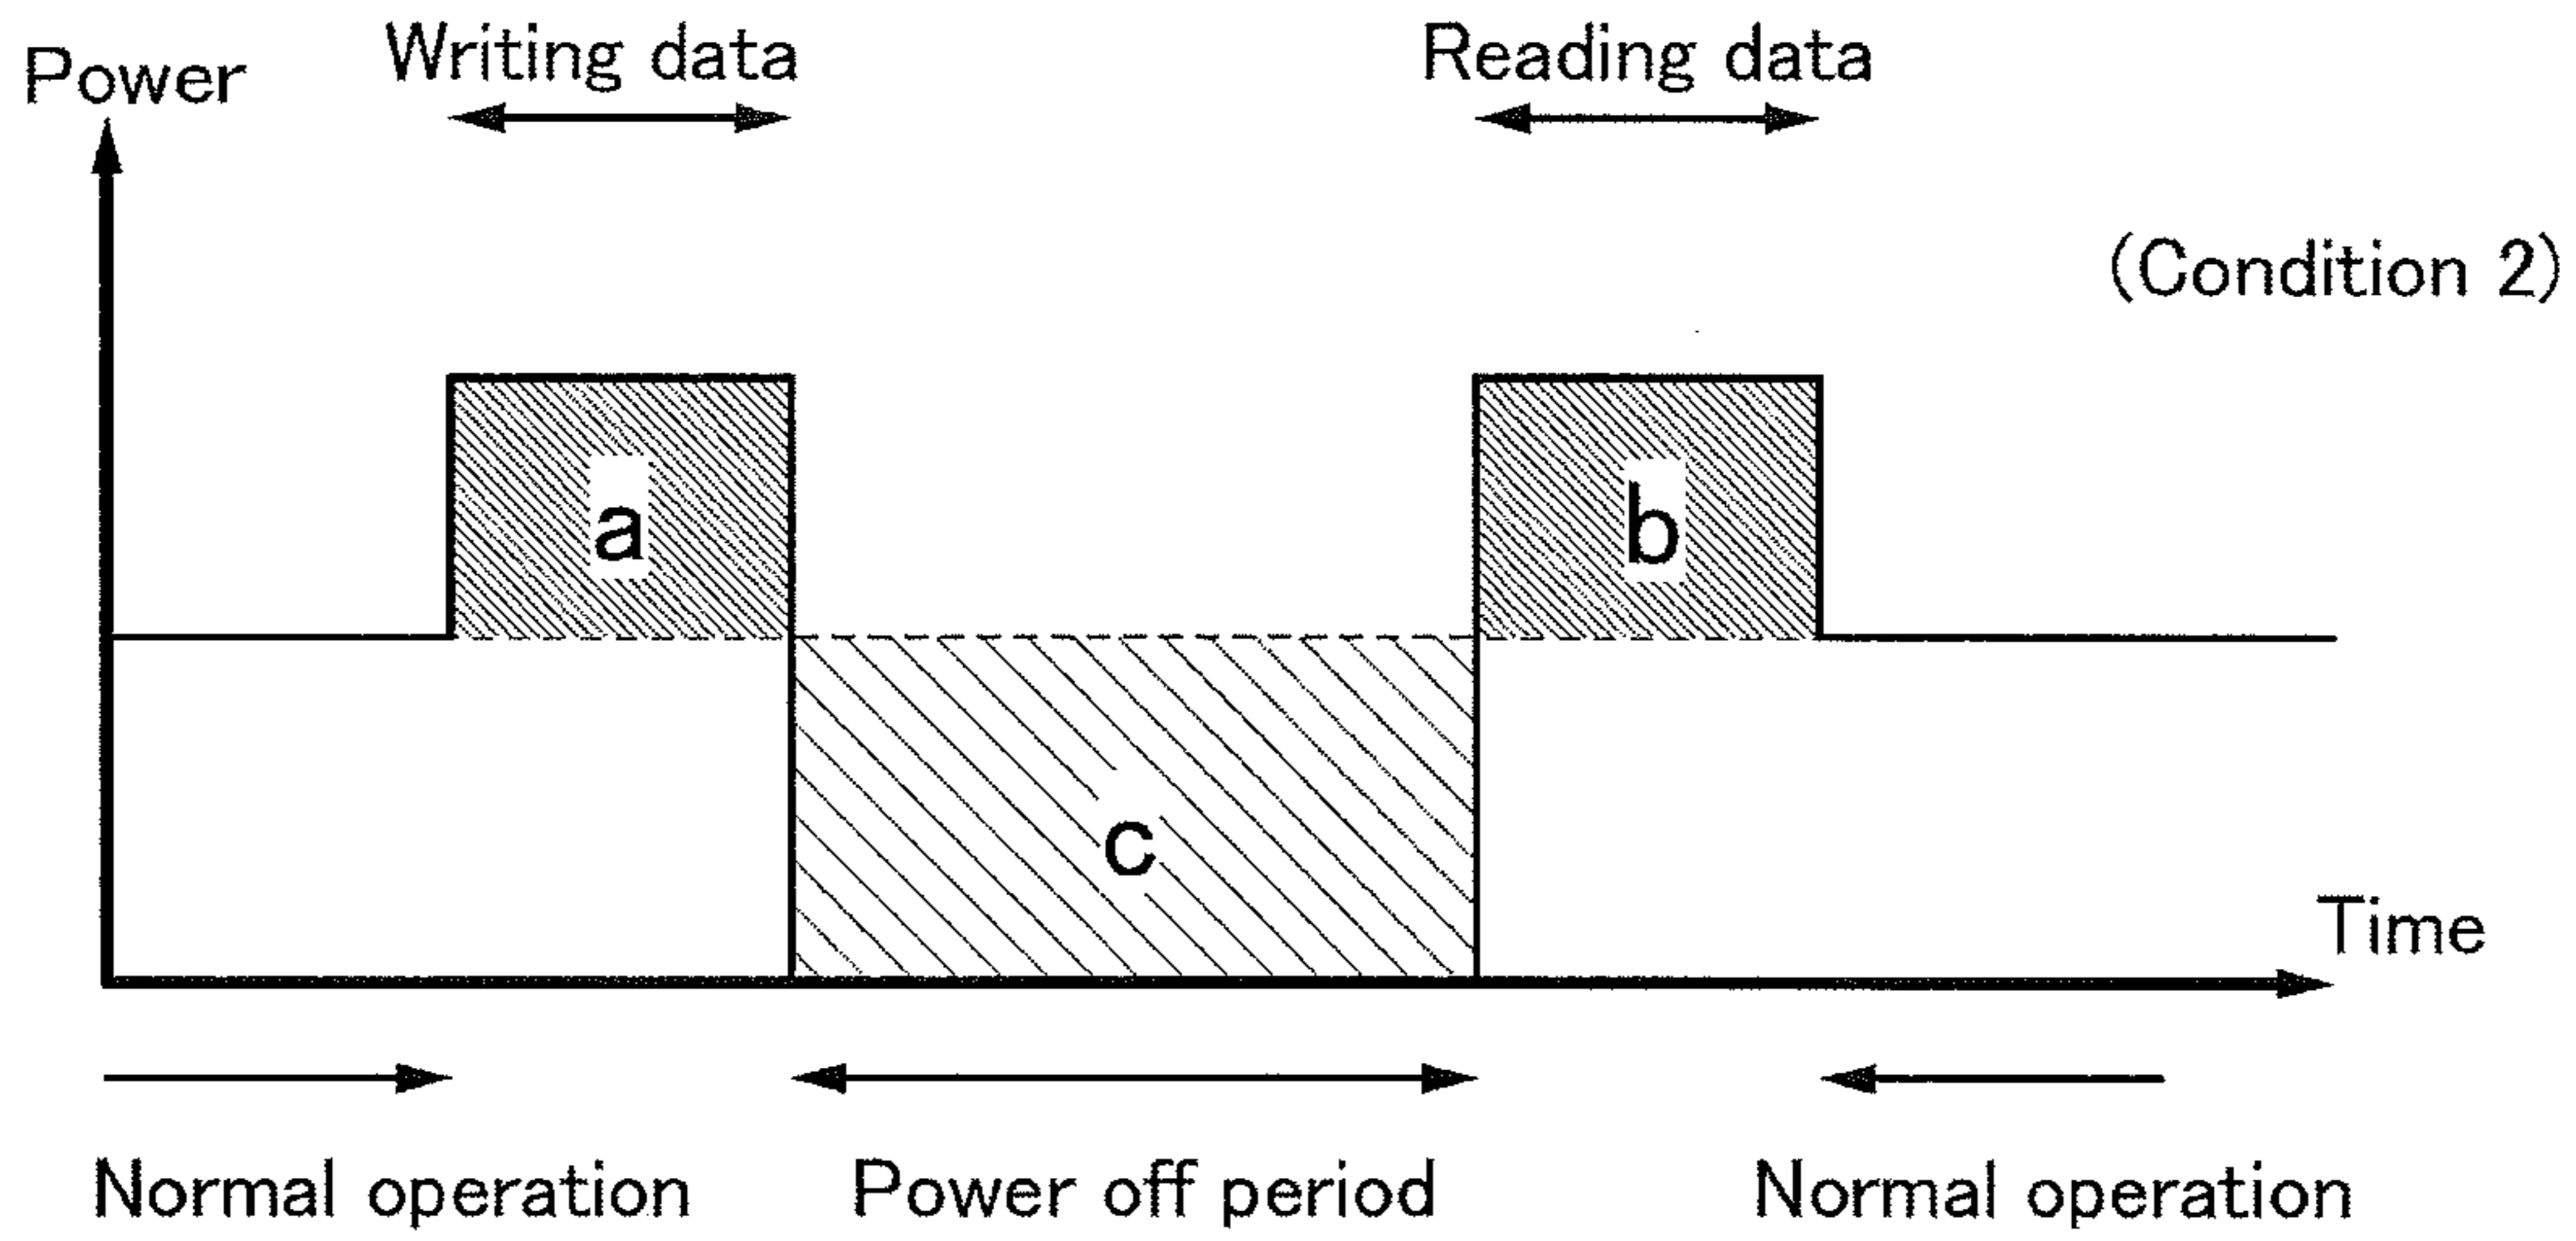 Power
Writing data
Reading data
(Condition 2)
a
b
c
Time
Normal operation
Power off period
Normal operation